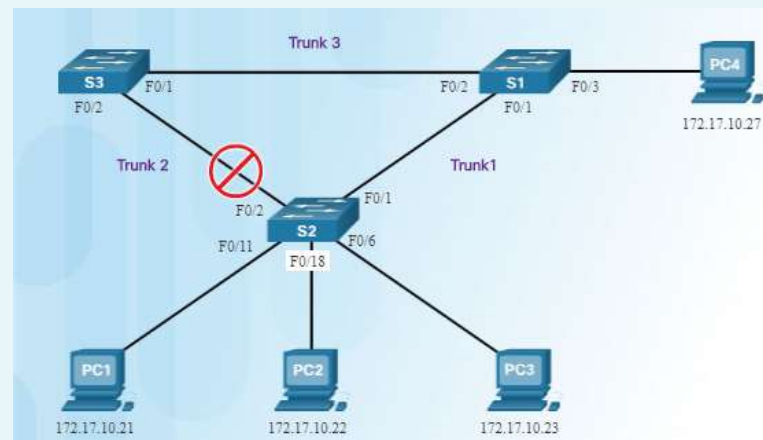 Trunk 3
S3
F0/1
F0/2
F0/2
S1
F0/3
F0/1
PC4
172.17.10.27
Trunk 2
Trunk1
F0/2
F0/1
S2
F0/11
F0/18
F0/6
PC1
PC2
PC3
172.17.10.21
172.17.10.22
172.17.10.23